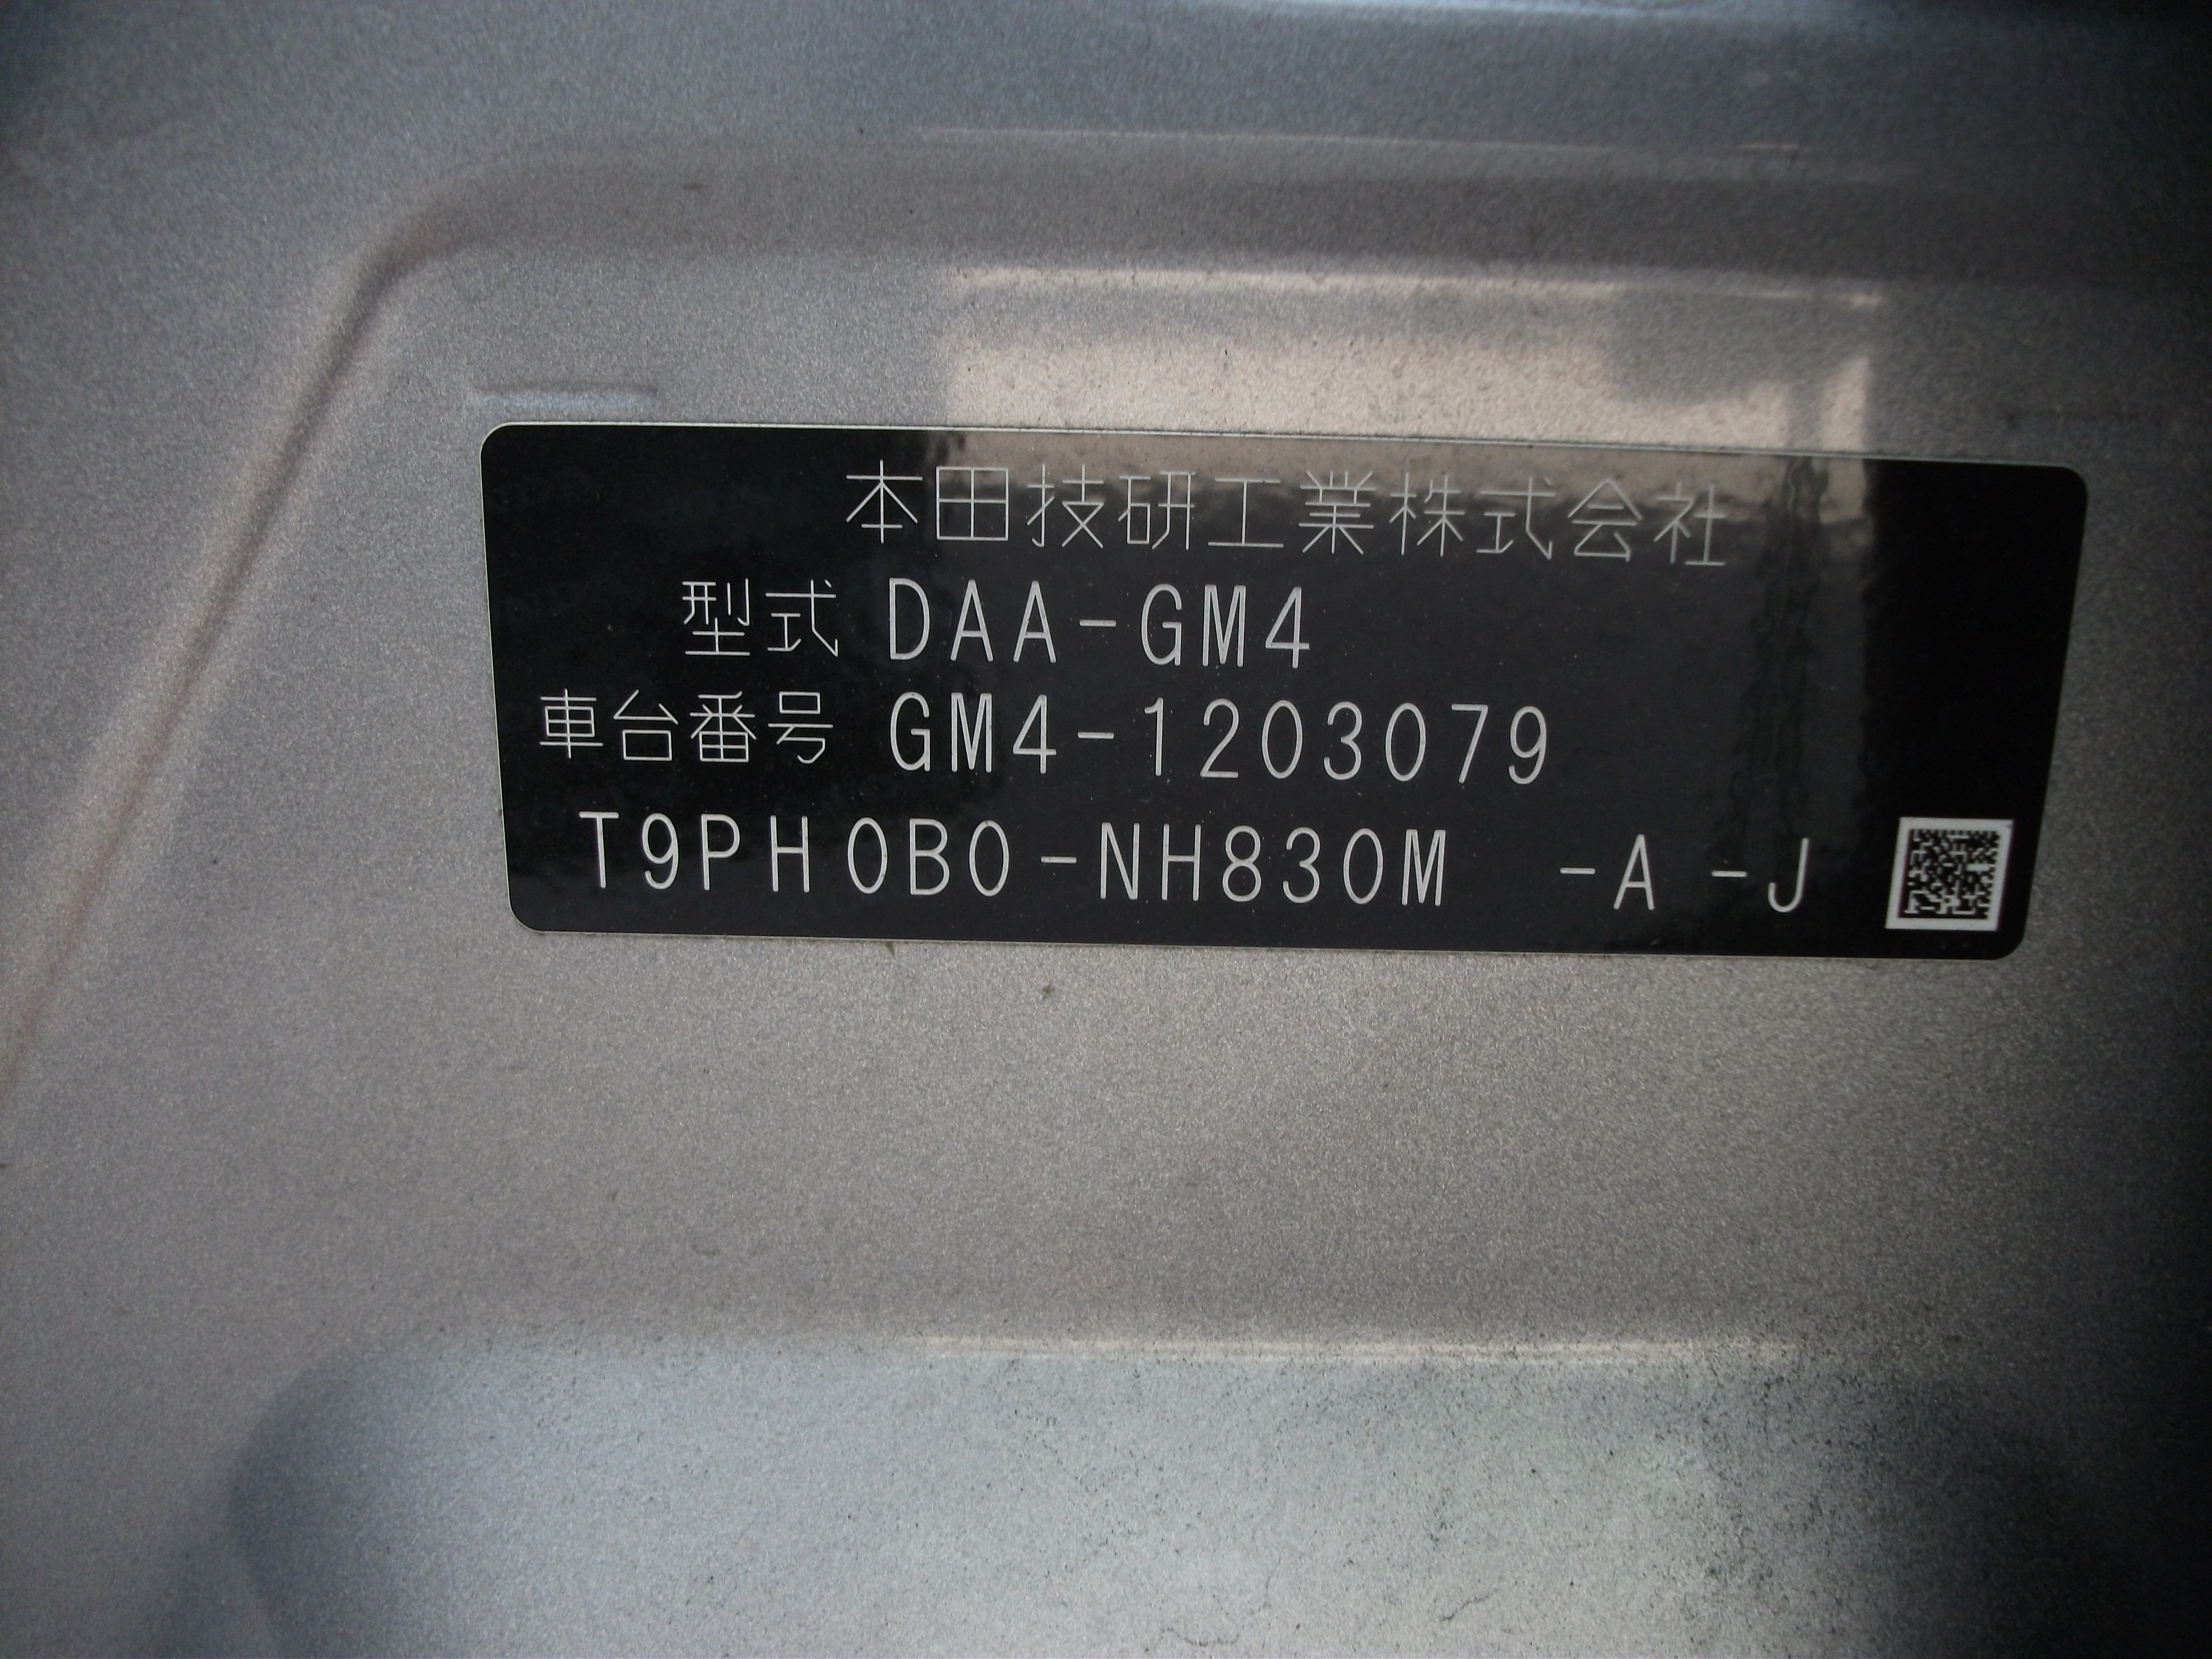 本田技研工業株式会社
型式 DAA-GM4
車台番号 GM4-1203079
T9PH0B0-NH830M -A -J